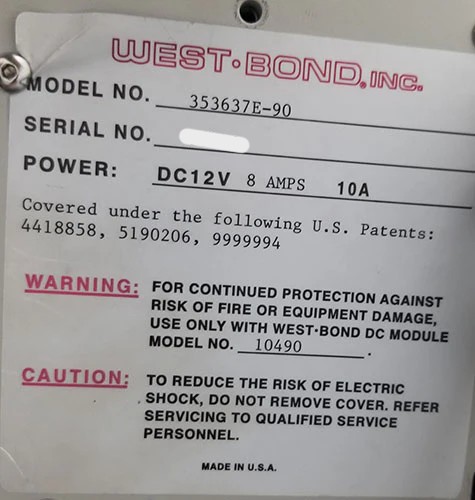 WEST·BOND, INC.
MODEL NO. 353637E-90
SERIAL NO.
POWER: DC12V 8 AMPS 10A
Covered under the following U.S. Patents:
4418858, 5190206, 9999994
WARNING: FOR CONTINUED PROTECTION AGAINST
RISK OF FIRE OR EQUIPMENT DAMAGE,
USE ONLY WITH WEST·BOND DC MODULE
MODEL NO. 10490.
CAUTION: TO REDUCE THE RISK OF ELECTRIC
SHOCK, DO NOT REMOVE COVER. REFER
SERVICING TO QUALIFIED SERVICE
PERSONNEL.
MADE IN U.S.A.